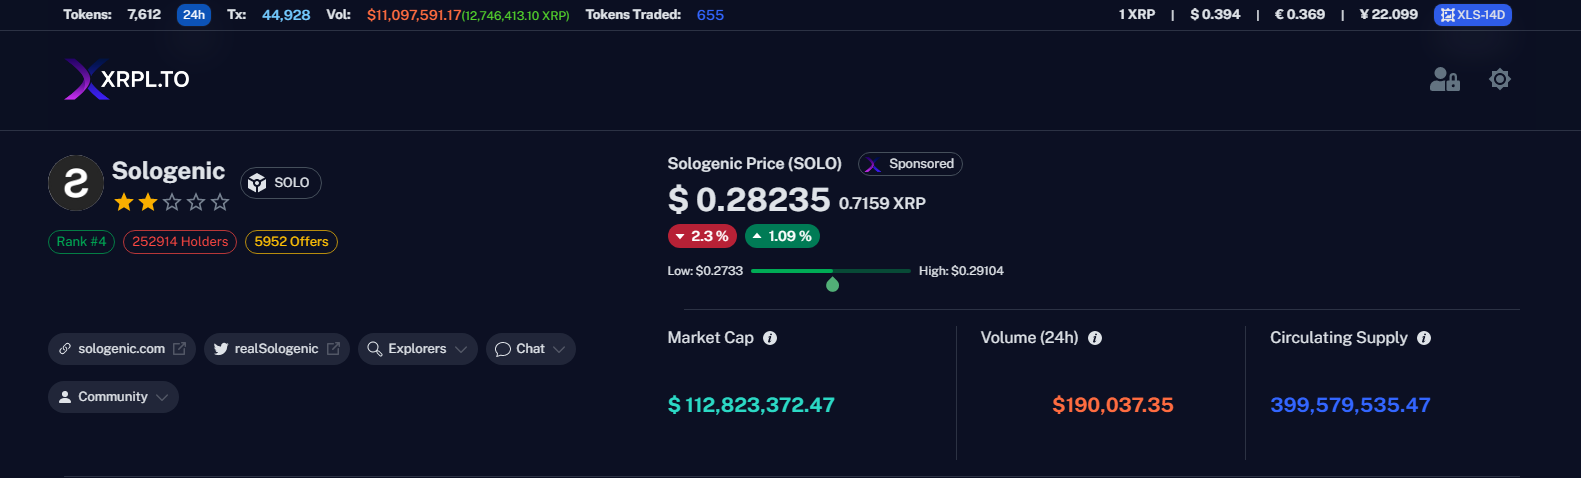 Tokens: 7,612 24h Tx: 44,928 Vol: $11,097,591.17(12,746,413.10 XRP) Tokens Traded: 655 1 XRP | $ 0.394 | € 0.369 | ¥ 22.099 XLS-14D
XRPL.TO
Sologenic SOLO
Rank #4 252914 Holders 5952 Offers
sologenic.com realSologenic Explorers Chat
Community
Sologenic Price (SOLO) Sponsored
$ 0.28235 0.7159 XRP
2.3 % 1.09 %
Low: $0.2733 High: $0.29104
Market Cap Volume (24h) Circulating Supply
$ 112,823,372.47 $190,037.35 399,579,535.47